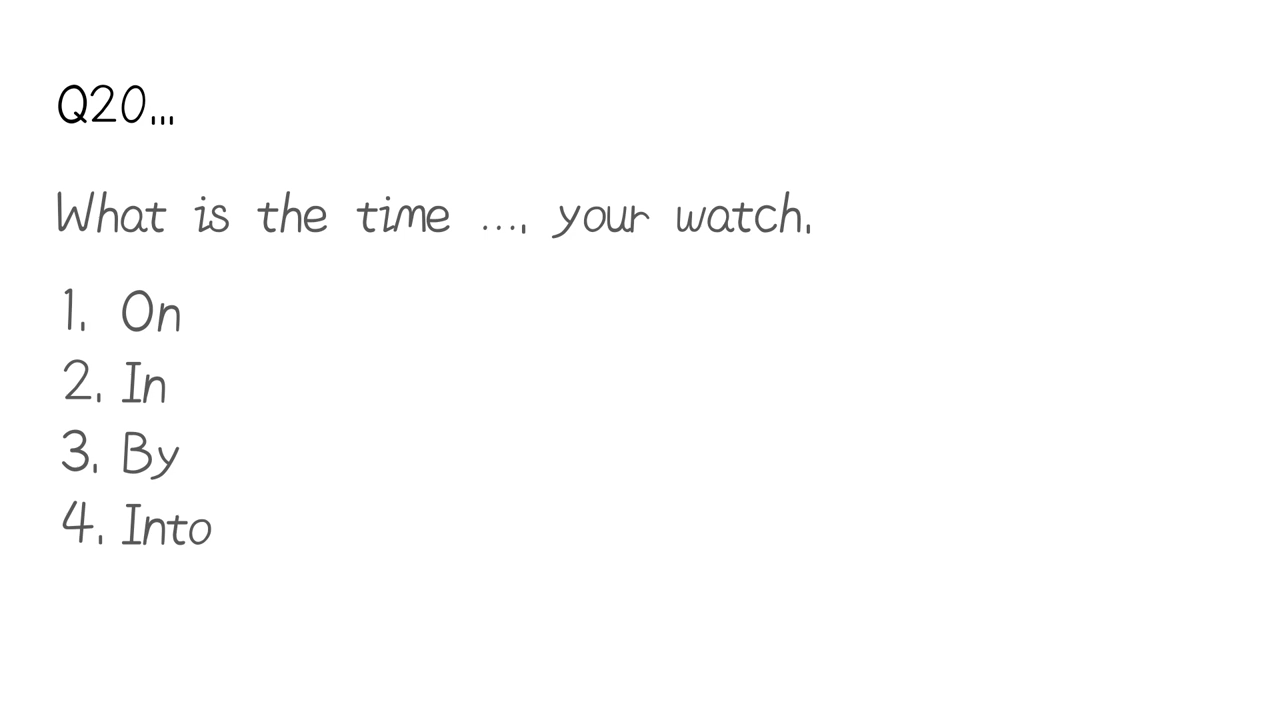 Q20...
What is the time .... your watch.
1. On
2. In
3. By
4. Into